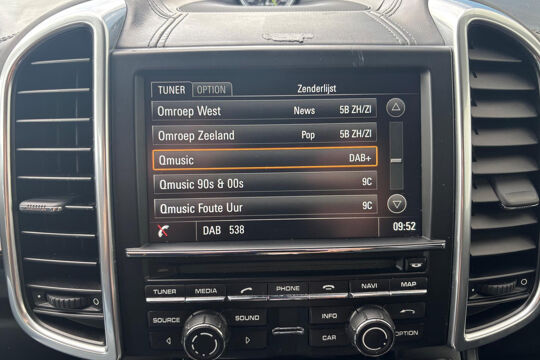 TUNER OPTION Zenderlijst
Omroep West News 5B ZH/ZI
Omroep Zeeland Pop 5B ZH/ZI
Qmusic DAB+
Qmusic 90s & 00s 9C
Qmusic Foute Uur 9C
DAB 538 09:52
TUNER MEDIA PHONE NAVI MAP
SOURCE SOUND INFO OPTION
CAR